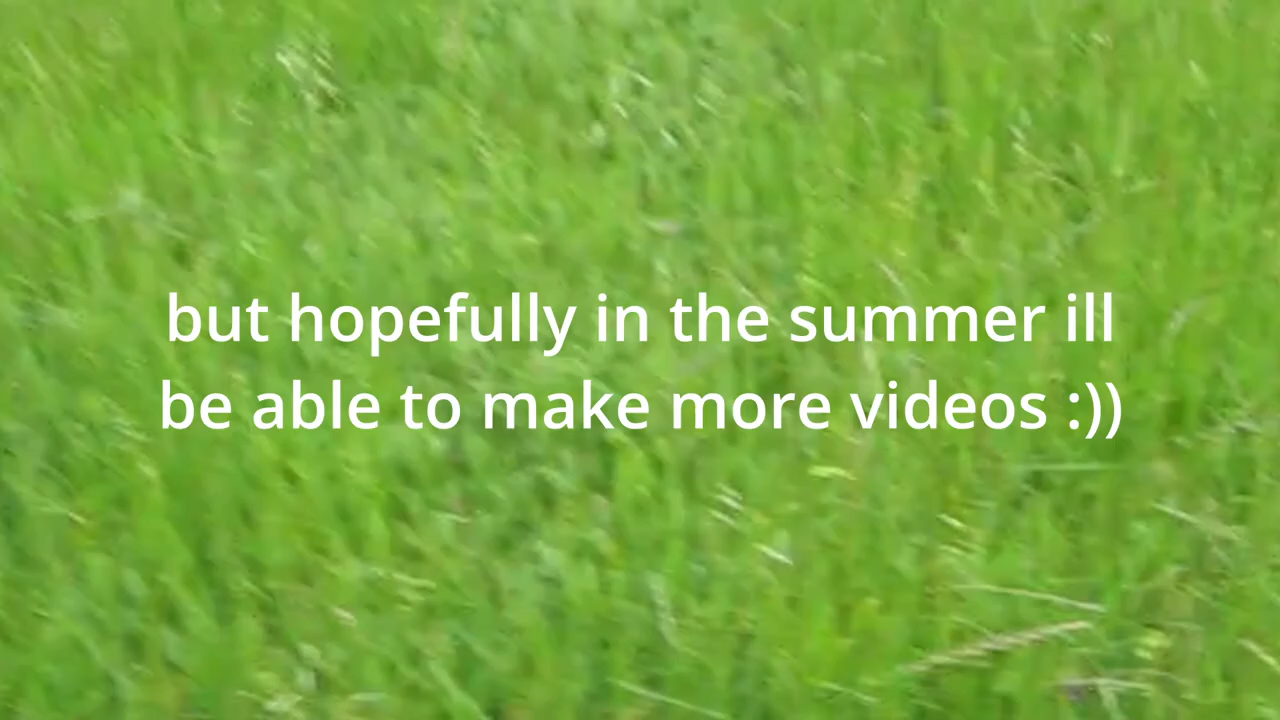 but hopefully in the summer ill
be able to make more videos :))